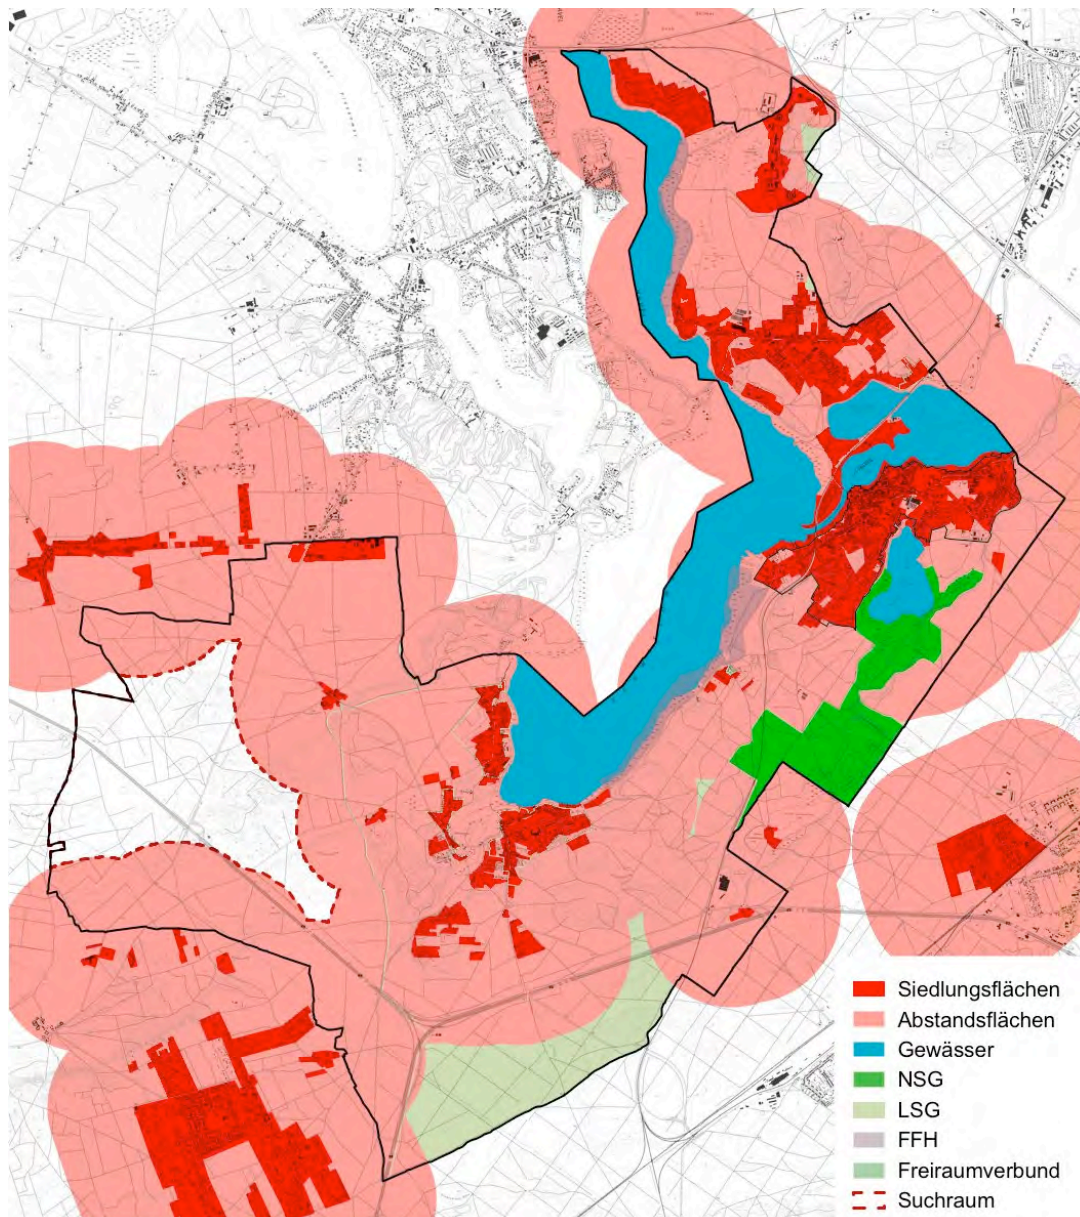 Siedlungsflächen
Abstandsflächen
Gewässer
NSG
LSG
FFH
Freiraumverbund
Suchraum